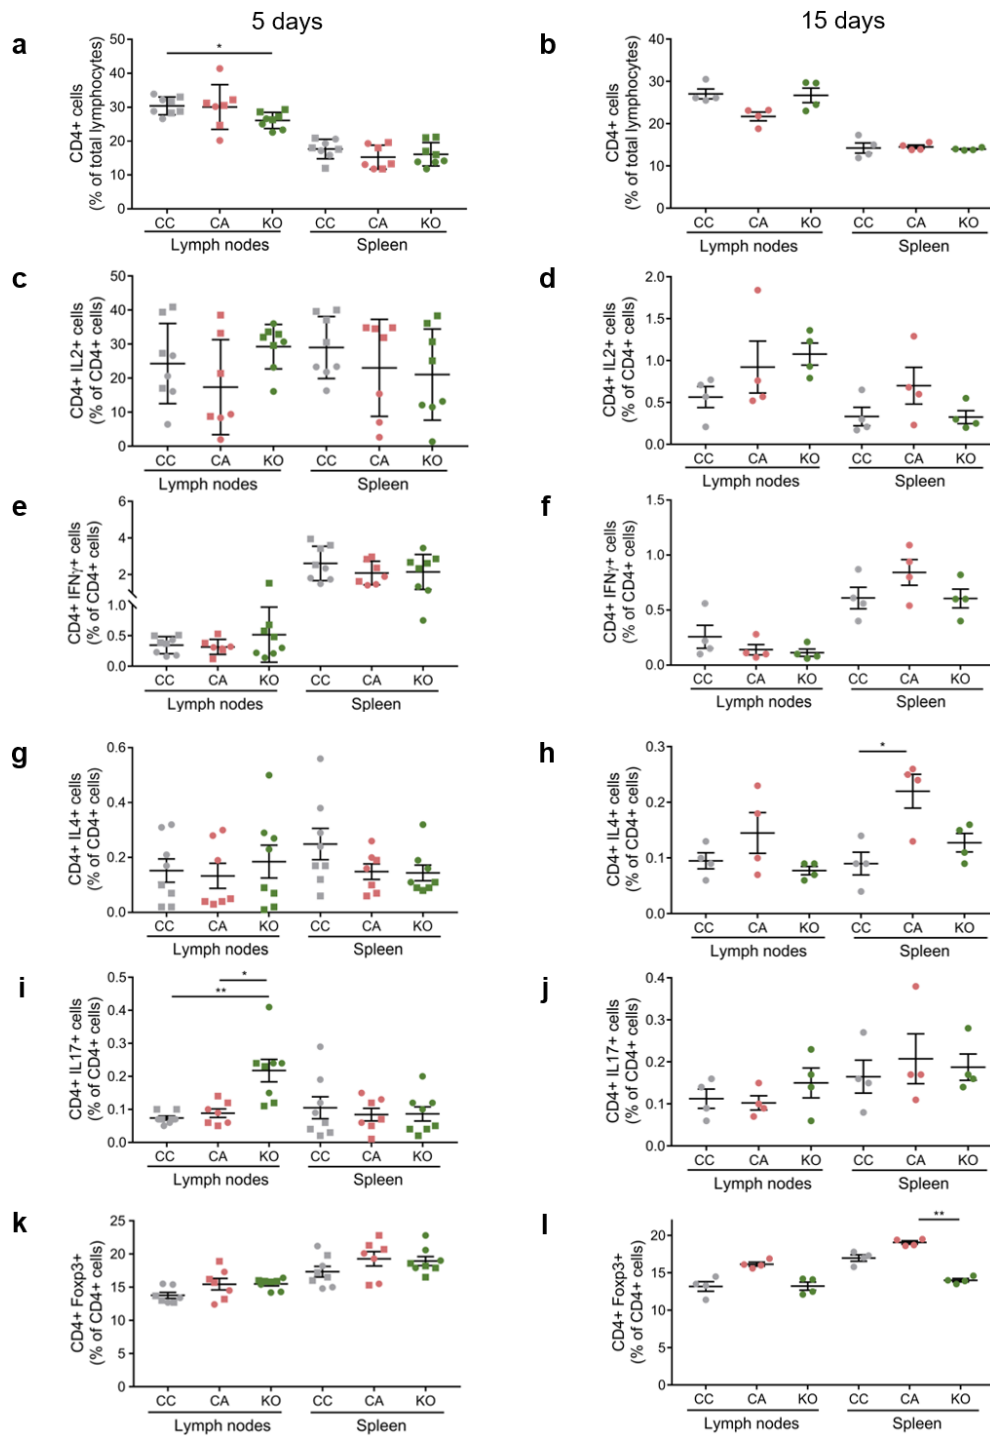 5 days
15 days
a
CD4+ cells
(% of total lymphocytes)
50
40
30
20
10
0
*
CC CA KO CC CA KO
Lymph nodes Spleen
b
CD4+ cells
(% of total lymphocytes)
40
30
20
10
0
CC CA KO CC CA KO
Lymph nodes Spleen
c
CD4+ IL2+ cells
(% of CD4+ cells)
50
40
30
20
10
0
CC CA KO CC CA KO
Lymph nodes Spleen
d
CD4+ IL2+ cells
(% of CD4+ cells)
2.0
1.5
1.0
0.5
0.0
CC CA KO CC CA KO
Lymph nodes Spleen
e
CD4+ IFNγ+ cells
(% of CD4+ cells)
6
4
2
1.0
0.5
0.0
CC CA KO CC CA KO
Lymph nodes Spleen
f
CD4+ IFNγ+ cells
(% of CD4+ cells)
1.5
1.0
0.5
0.0
CC CA KO CC CA KO
Lymph nodes Spleen
g
CD4+ IL4+ cells
(% of CD4+ cells)
0.6
0.4
0.2
0.0
CC CA KO CC CA KO
Lymph nodes Spleen
h
CD4+ IL4+ cells
(% of CD4+ cells)
0.3
0.2
0.1
0.0
*
CC CA KO CC CA KO
Lymph nodes Spleen
i
CD4+ IL17+ cells
(% of CD4+ cells)
0.5
0.4
0.3
0.2
0.1
0.0
*
**
CC CA KO CC CA KO
Lymph nodes Spleen
j
CD4+ IL17+ cells
(% of CD4+ cells)
0.4
0.3
0.2
0.1
0.0
CC CA KO CC CA KO
Lymph nodes Spleen
k
CD4+ Foxp3+
(% of CD4+ cells)
25
20
15
10
5
0
CC CA KO CC CA KO
Lymph nodes Spleen
l
CD4+ Foxp3+
(% of CD4+ cells)
20
15
10
5
0
**
CC CA KO CC CA KO
Lymph nodes Spleen